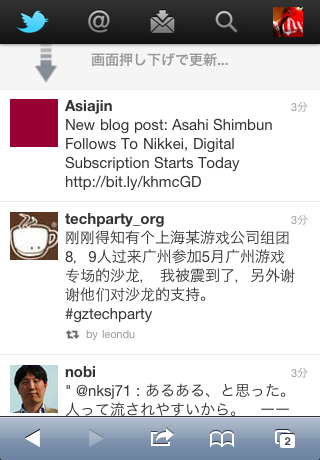 @
画面押し下げで更新...
Asiajin 3分
New blog post: Asahi Shimbun
Follows To Nikkei, Digital
Subscription Starts Today
http://bit.ly/khmcGD
techparty_org 3分
刚刚得知有个上海某游戏公司组团
8，9人过来广州参加5月广州游戏
专场的沙龙， 我被震到了，另外谢
谢他们对沙龙的支持。
#gztechparty
by leondu
nobi 3分
" @nksj71 : あるある、と思った。
人って流されやすいから。 ーー
2